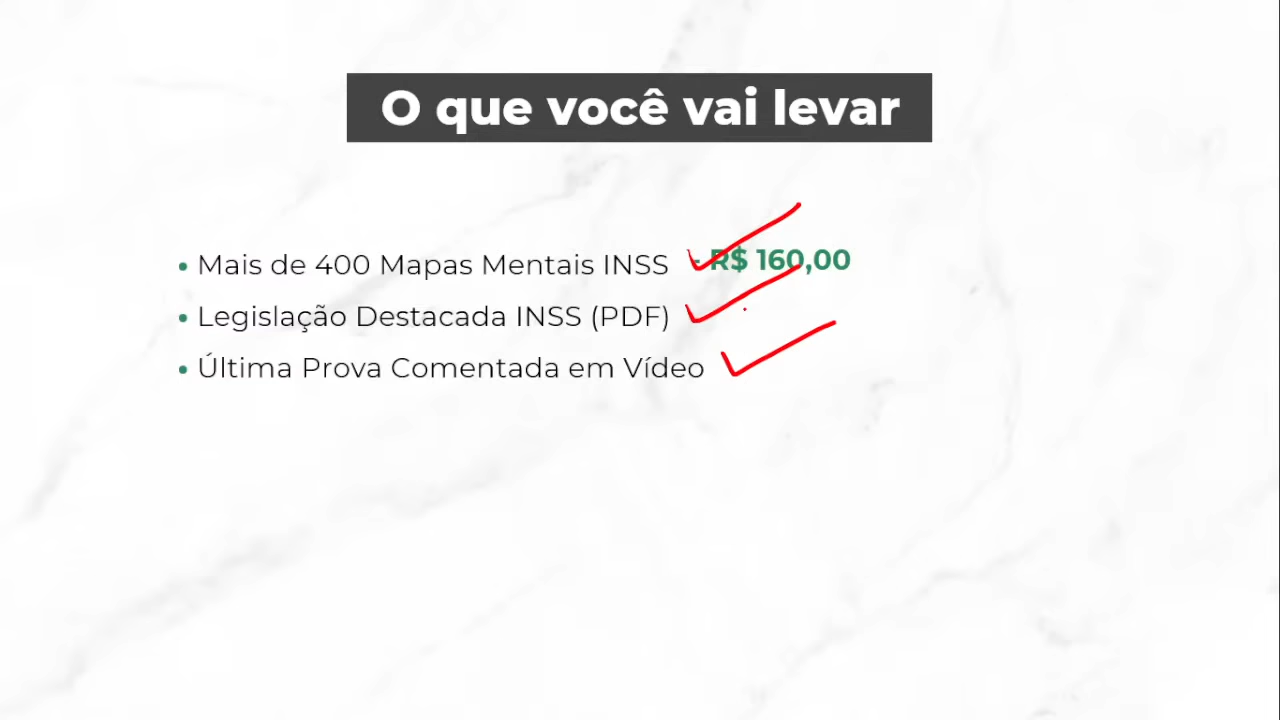 O que você vai levar
• Mais de 400 Mapas Mentais INSS - R$ 160,00
• Legislação Destacada INSS (PDF)
• Última Prova Comentada em Vídeo